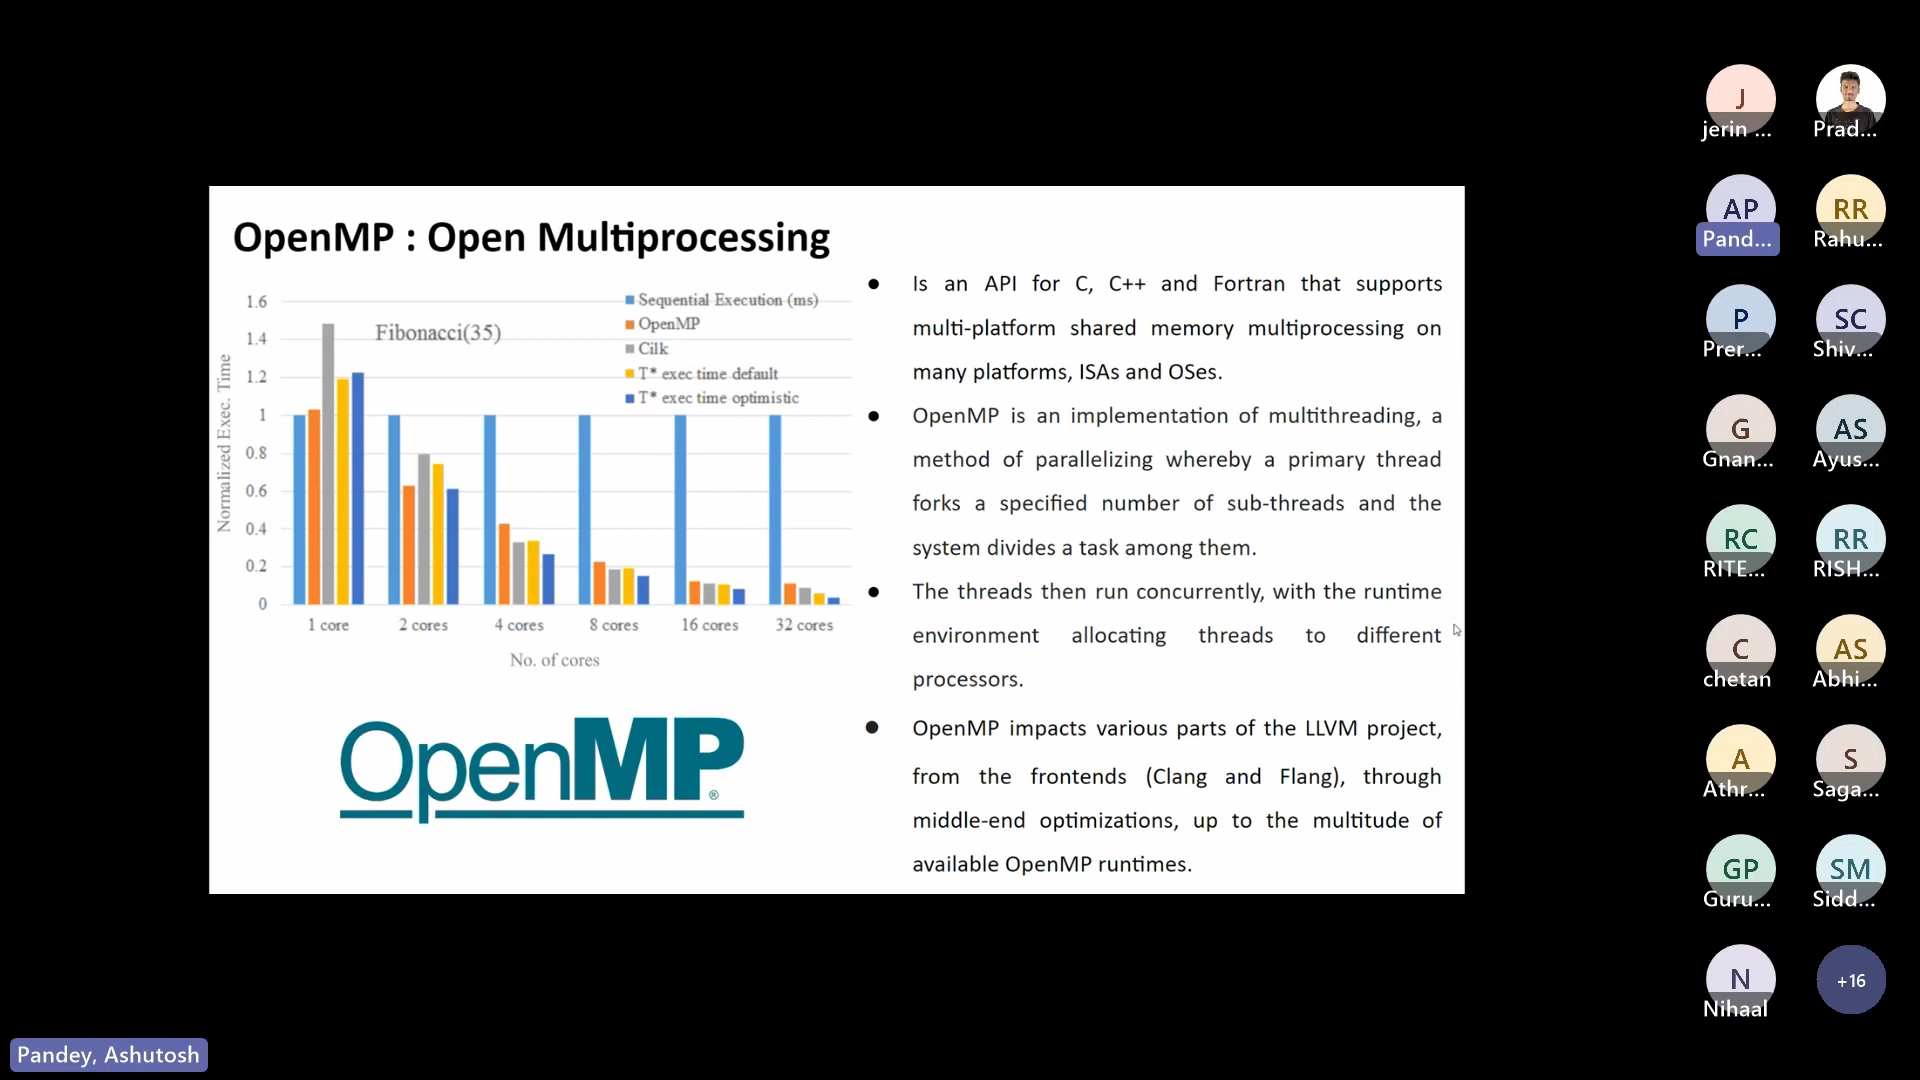 OpenMP : Open Multiprocessing
1.6
1.4
1.2
1
0.8
0.6
0.4
0.2
0
Normalized Exec. Time
Fibonacci(35)
Sequential Execution (ms)
OpenMP
Cilk
T* exec time default
T* exec time optimistic
1 core
2 cores
4 cores
8 cores
16 cores
32 cores
No. of cores
OpenMP®
● Is an API for C, C++ and Fortran that supports
multi-platform shared memory multiprocessing on
many platforms, ISAs and OSes.
● OpenMP is an implementation of multithreading, a
method of parallelizing whereby a primary thread
forks a specified number of sub-threads and the
system divides a task among them.
● The threads then run concurrently, with the runtime
environment allocating threads to different
processors.
● OpenMP impacts various parts of the LLVM project,
from the frontends (Clang and Flang), through
middle-end optimizations, up to the multitude of
available OpenMP runtimes.
J
jerin ...
Prad...
AP
Pand...
RR
Rahu...
P
Prer...
SC
Shiv...
G
Gnan...
AS
Ayus...
RC
RITE...
RR
RISH...
C
chetan
AS
Abhi...
A
Athr...
S
Saga...
GP
Guru...
SM
Sidd...
N
Nihaal
+16
Pandey, Ashutosh